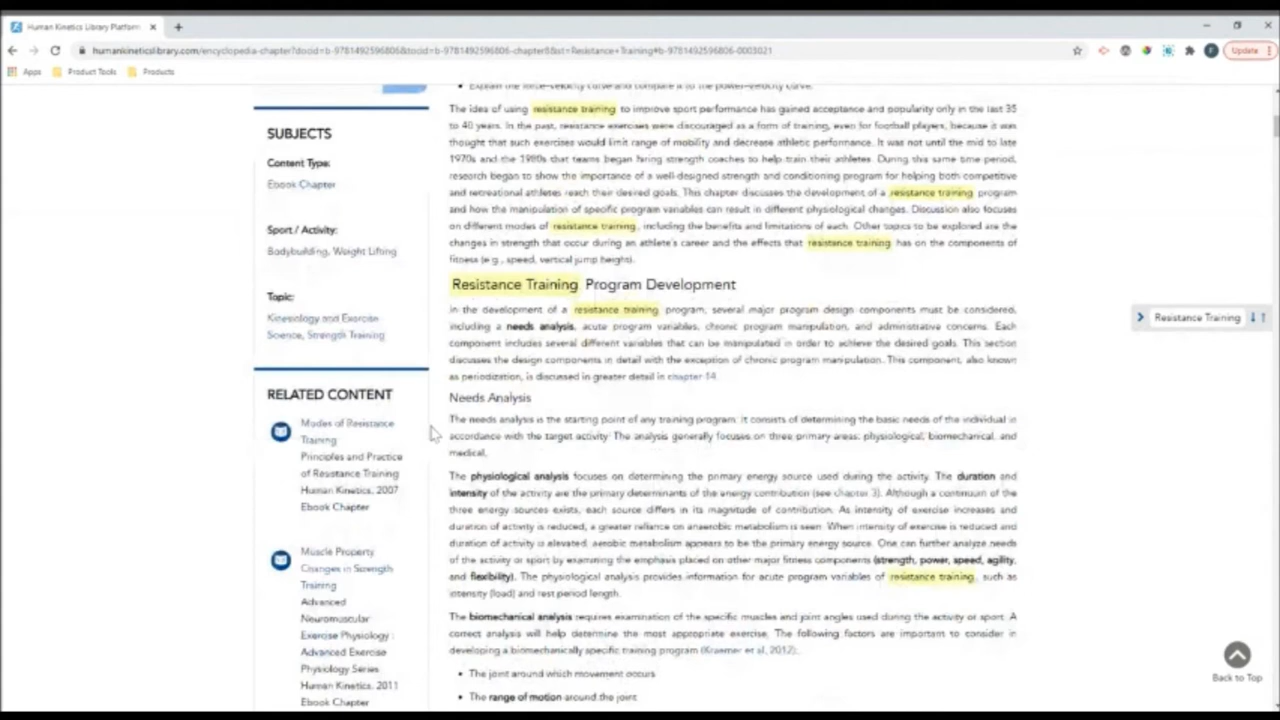 Human Kinetics Library Platform
humankineticslibrary.com/encyclopedia-chapter?docid=b-9781492596806&tocid=b-9781492596806-chapter8&st=Resistance+Training#b-9781492596806-0003021
Update
Apps
Product Tools
Products
SUBJECTS
Content Type:
Ebook Chapter
Sport / Activity:
Bodybuilding, Weight Lifting
Topic:
Kinesiology and Exercise
Science, Strength Training
RELATED CONTENT
Modes of Resistance
Training
Principles and Practice
of Resistance Training
Human Kinetics, 2007
Ebook Chapter
Muscle Property
Changes in Strength
Training
Advanced
Neuromuscular
Exercise Physiology :
Advanced Exercise
Physiology Series
Human Kinetics, 2011
Ebook Chapter
Explain the force-velocity curve and compare it to the power-velocity curve.
The idea of using resistance training to improve sport performance has gained acceptance and popularity only in the last 35
to 40 years. In the past, resistance exercises were discouraged as a form of training, even for football players, because it was
thought that such exercises would limit range of mobility and decrease athletic performance. It was not until the mid to late
1970s and the 1980s that teams began hiring strength coaches to help train their athletes. During this same time period,
research began to show the importance of a well-designed strength and conditioning program for helping both competitive
and recreational athletes reach their desired goals. This chapter discusses the development of a resistance training program
and how the manipulation of specific program variables can result in different physiological changes. Discussion also focuses
on different modes of resistance training, including the benefits and limitations of each. Other topics to be explored are the
changes in strength that occur during an athlete's career and the effects that resistance training has on the components of
fitness (e.g., speed, vertical jump height).
Resistance Training Program Development
In the development of a resistance training program, several major program design components must be considered,
including a needs analysis, acute program variables, chronic program manipulation, and administrative concerns. Each
component includes several different variables that can be manipulated in order to achieve the desired goals. This section
discusses the design components in detail with the exception of chronic program manipulation. This component, also known
as periodization, is discussed in greater detail in chapter 14.
Needs Analysis
The needs analysis is the starting point of any training program. It consists of determining the basic needs of the individual in
accordance with the target activity. The analysis generally focuses on three primary areas: physiological, biomechanical, and
medical.
The physiological analysis focuses on determining the primary energy source used during the activity. The duration and
intensity of the activity are the primary determinants of the energy contribution (see chapter 3). Although a continuum of the
three energy sources exists, each source differs in its magnitude of contribution. As intensity of exercise increases and
duration of activity is reduced, a greater reliance on anaerobic metabolism is seen. When intensity of exercise is reduced and
duration of activity is elevated, aerobic metabolism appears to be the primary energy source. One can further analyze needs
of the activity or sport by examining the emphasis placed on other major fitness components (strength, power, speed, agility,
and flexibility). The physiological analysis provides information for acute program variables of resistance training, such as
intensity (load) and rest period length.
The biomechanical analysis requires examination of the specific muscles and joint angles used during the activity or sport. A
correct analysis will help determine the most appropriate exercise. The following factors are important to consider in
developing a biomechanically specific training program (Kraemer et al. 2012):
The joint around which movement occurs
The range of motion around the joint
Resistance Training
Back to Top